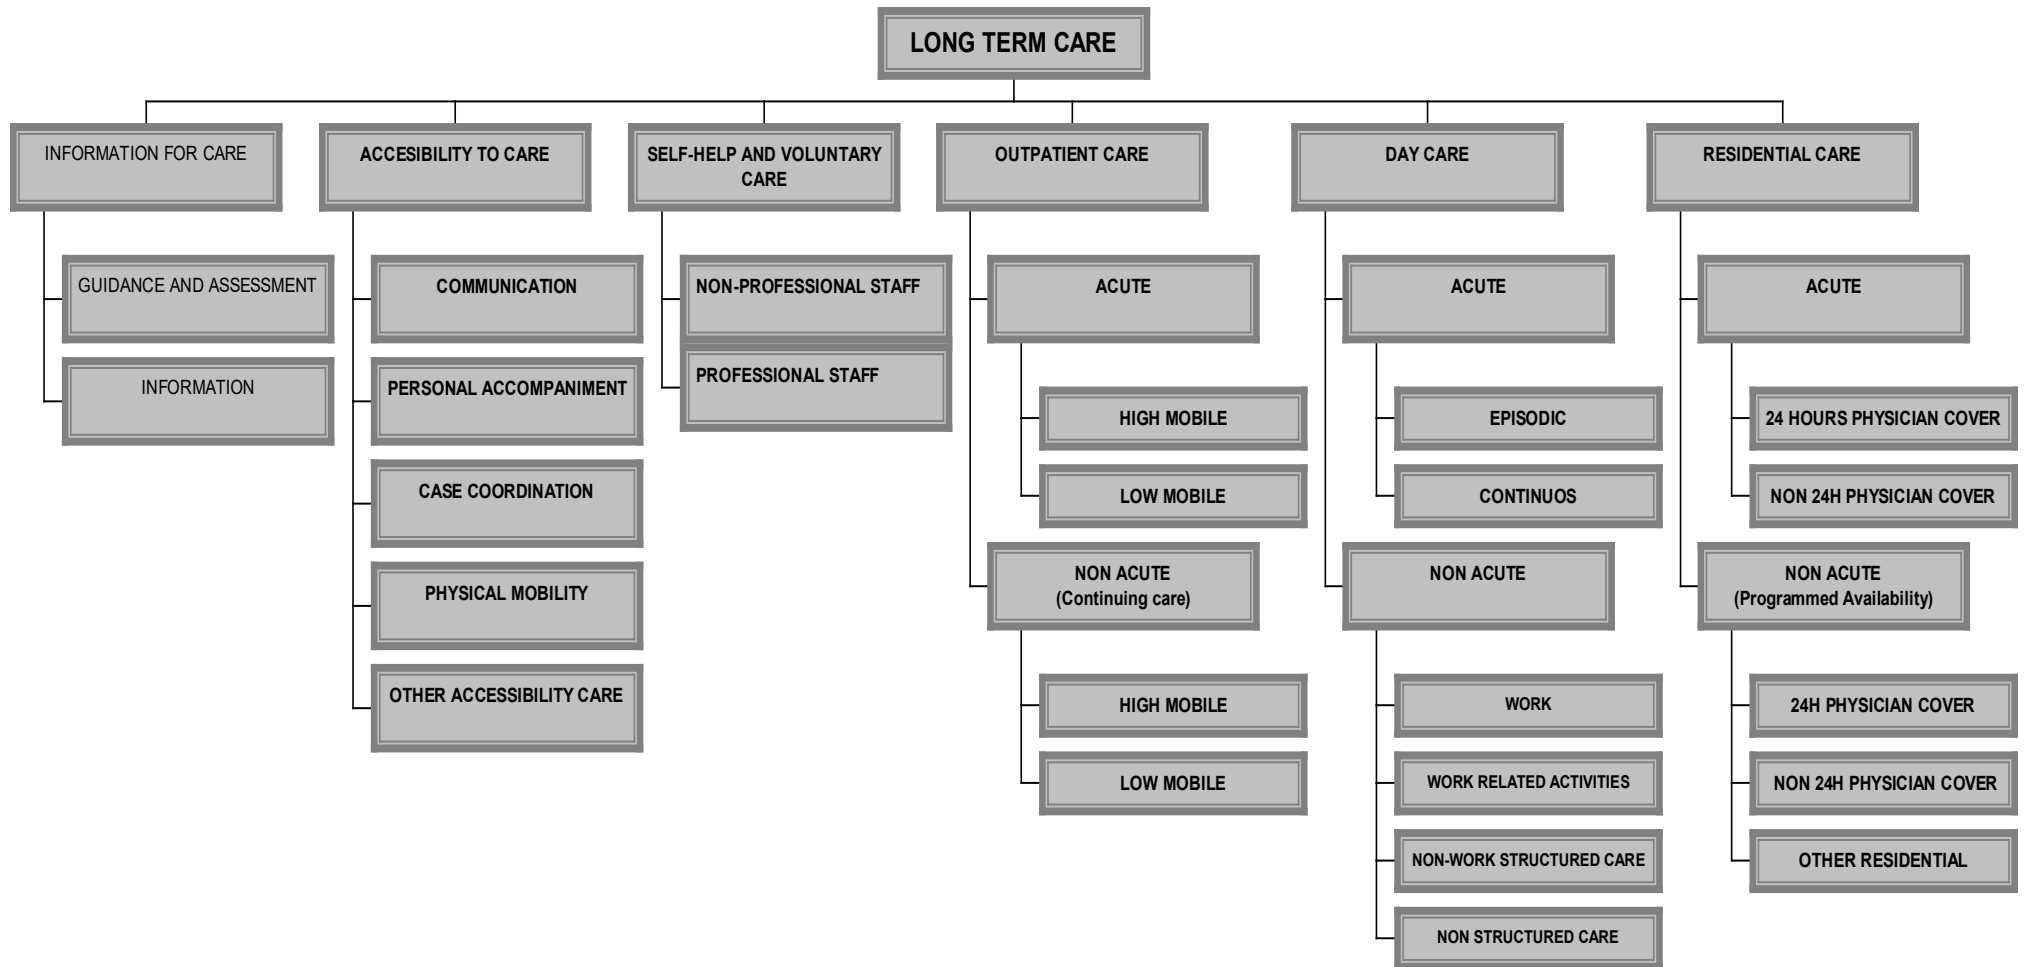 LONG TERM CARE
INFORMATION FOR CARE
GUIDANCE AND ASSESSMENT
INFORMATION
ACCESIBILITY TO CARE
COMMUNICATION
PERSONAL ACCOMPANIMENT
CASE COORDINATION
PHYSICAL MOBILITY
OTHER ACCESSIBILITY CARE
SELF-HELP AND VOLUNTARY
CARE
NON-PROFESSIONAL STAFF
PROFESSIONAL STAFF
OUTPATIENT CARE
ACUTE
HIGH MOBILE
LOW MOBILE
NON ACUTE
(Continuing care)
HIGH MOBILE
LOW MOBILE
DAY CARE
ACUTE
EPISODIC
CONTINUOS
NON ACUTE
WORK
WORK RELATED ACTIVITIES
NON-WORK STRUCTURED CARE
NON STRUCTURED CARE
RESIDENTIAL CARE
ACUTE
24 HOURS PHYSICIAN COVER
NON 24H PHYSICIAN COVER
NON ACUTE
(Programmed Availability)
24H PHYSICIAN COVER
NON 24H PHYSICIAN COVER
OTHER RESIDENTIAL